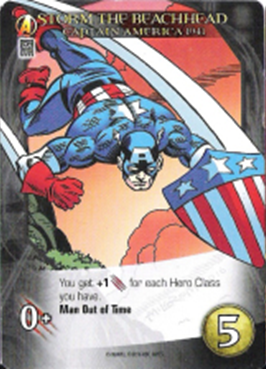 STORM THE BEACHHEAD
CAPTAIN AMERICA 1941
You get +1 for each Hero Class
you have.
Man Out of Time
0+
5